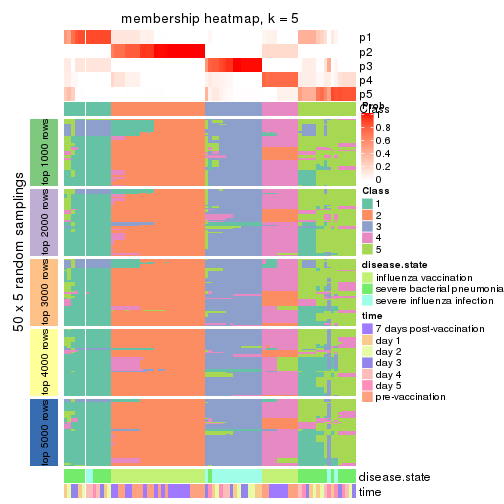 membership heatmap, k = 5
p1
p2
p3
p4
p5
Class
Prob
1
0.8
0.6
0.4
0.2
0
Class
1
2
3
4
5
disease.state
influenza vaccination
severe bacterial pneumonia
severe influenza infection
time
7 days post-vaccination
day 1
day 2
day 3
day 4
day 5
pre-vaccination
50 x 5 random samplings
top 1000 rows
top 2000 rows
top 3000 rows
top 4000 rows
top 5000 rows
disease.state
time